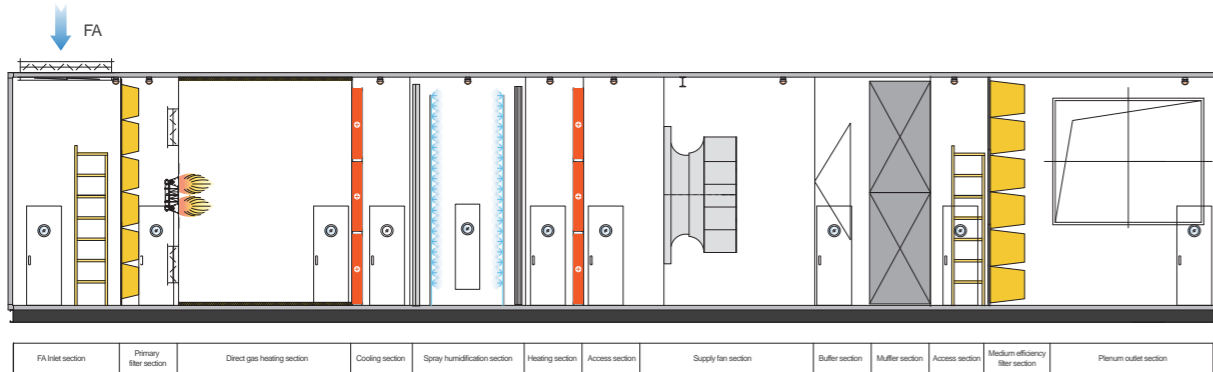 FA
FA Inlet section
Primary
filter section
Direct gas heating section
Cooling section
Spray humidification section
Heating section
Access section
Supply fan section
Buffer section
Muffler section
Access section
Medium efficiency
filter section
Plenum outlet section